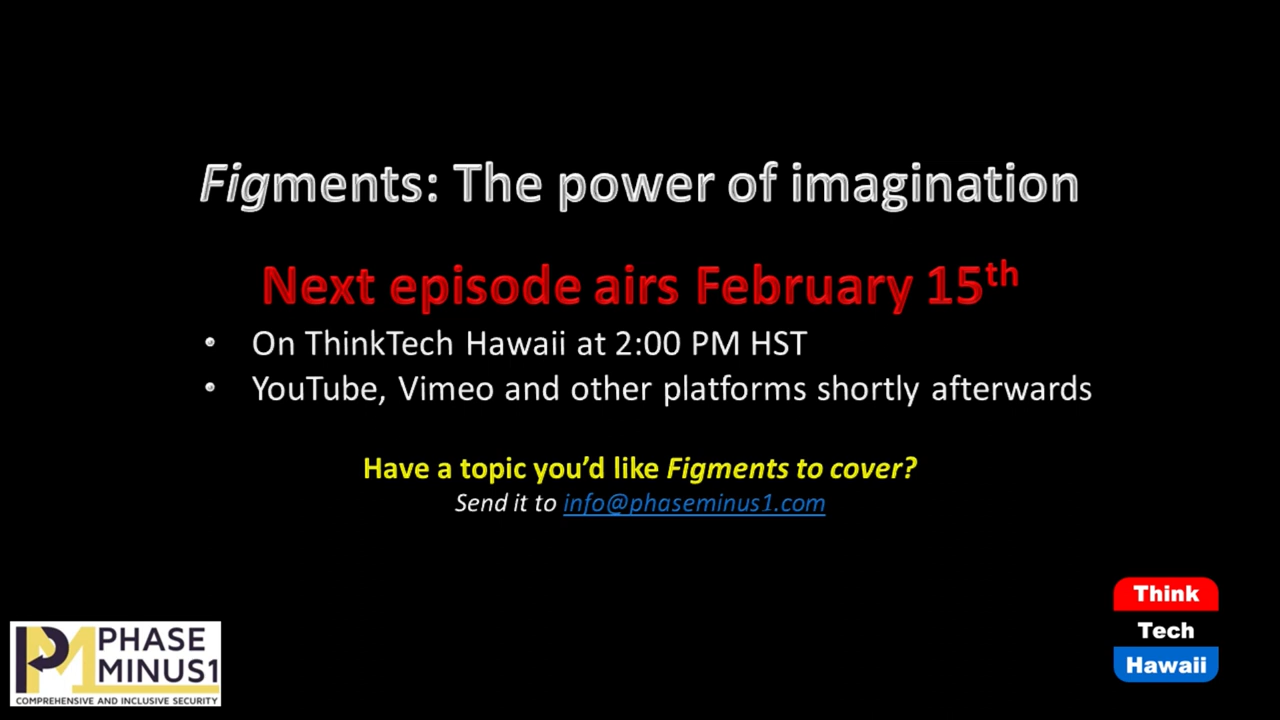 Figments: The power of imagination
Next episode airs February 15th
• On ThinkTech Hawaii at 2:00 PM HST
• YouTube, Vimeo and other platforms shortly afterwards
Have a topic you’d like Figments to cover?
Send it to info@phaseminus1.com
Think
Tech
Hawaii
PM1
PHASE
MINUS1
COMPREHENSIVE AND INCLUSIVE SECURITY